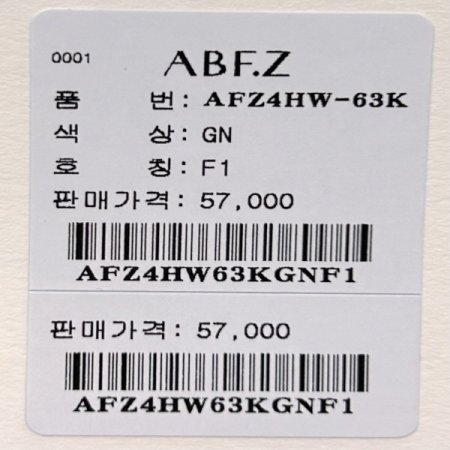 0001 ABF.Z
품 번: AFZ4HW-63K
색 상: GN
호 칭: F1
판매가격: 57,000
AFZ4HW63KGNF1
판매가격: 57,000
AFZ4HW63KGNF1